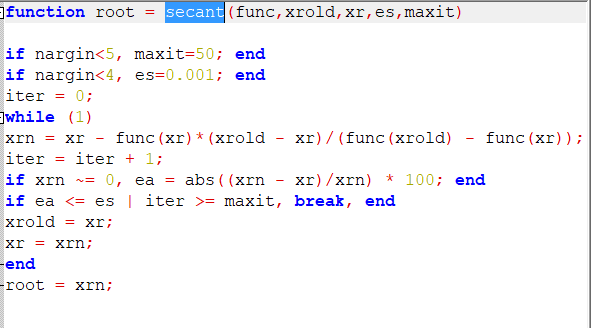 function root = secant(func,xrold,xr,es,maxit)
if nargin<5, maxit=50; end
if nargin<4, es=0.001; end
iter = 0;
while (1)
xrn = xr - func(xr)*(xrold - xr)/(func(xrold) - func(xr));
iter = iter + 1;
if xrn ~= 0, ea = abs((xrn - xr)/xrn) * 100; end
if ea <= es | iter >= maxit, break, end
xrold = xr;
xr = xrn;
end
root = xrn;